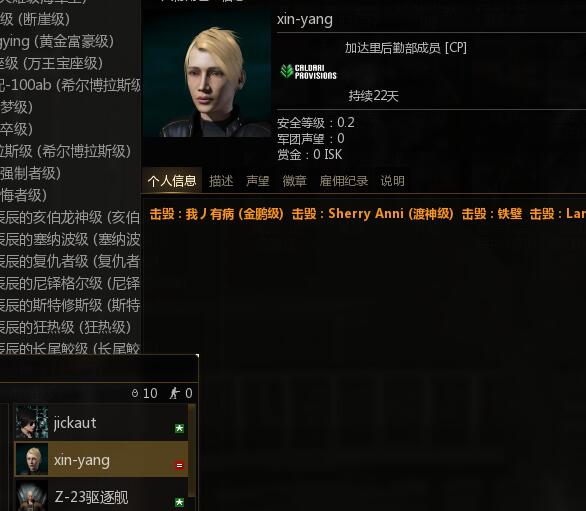 级 (断崖级)
gying (黄金富豪级)
座级 (万王宝座级)
-100ab (希尔博拉斯级
梦级)
卒级)
拉斯级 (希尔博拉斯级)
强制者级)
悔者级)
辰的亥伯龙神级 (亥伯
辰的塞纳波级 (塞纳波
辰的复仇者级 (复仇者
辰的尼铎格尔级 (尼铎
辰的斯特修斯级 (斯特
辰的狂热级 (狂热级)
辰的长尾鲛级 (长尾鲛
xin-yang
加达里后勤部成员 [CP]
CALDARI
PROVISIONS
持续22天
安全等级：0.2
军团声望：0
赏金：0 ISK
个人信息 描述 声望 徽章 雇佣纪录 说明
击毁：我丿有病 (金鹏级) 击毁：Sherry Anni (渡神级) 击毁：铁壁 击毁：Lar
10 0
jickaut
xin-yang
Z-23驱逐舰